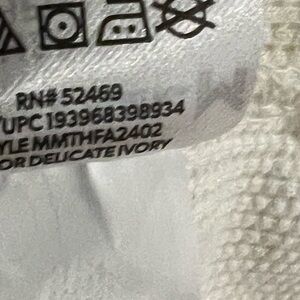 RN# 52469
/UPC 193968398934
YLE MMTHFA2402
OR DELICATE IVORY